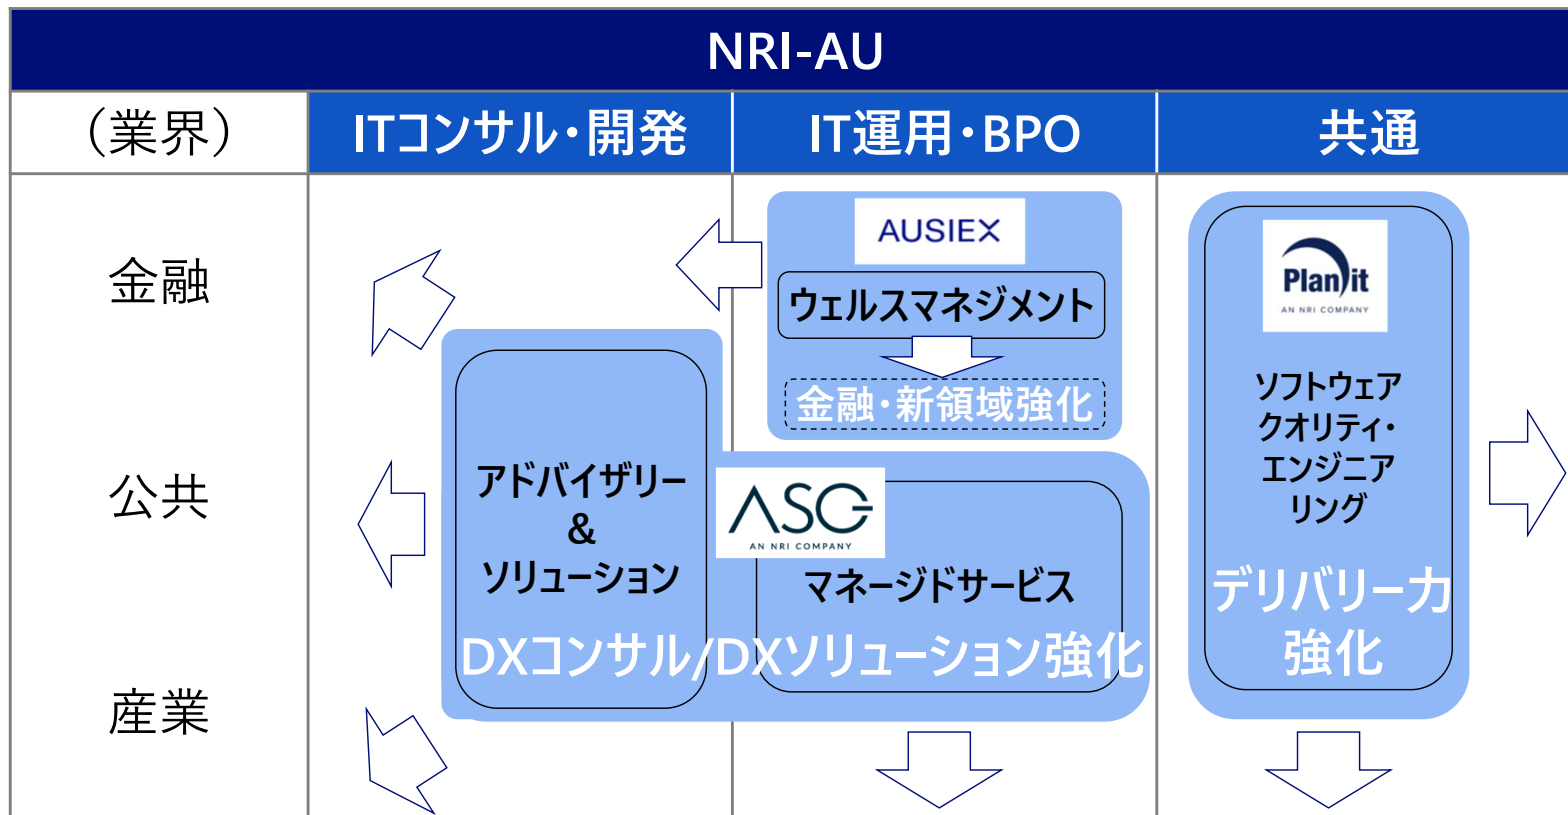 NRI-AU
（業界）
ITコンサル・開発
IT運用・BPO
共通
金融
公共
産業
AUSIEX
ウェルスマネジメント
金融・新領域強化
アドバイザリー
&
ソリューション
ASG
AN NRI COMPANY
マネージドサービス
DXコンサル/DXソリューション強化
Planit
AN NRI COMPANY
ソフトウェア
クオリティ・
エンジニア
リング
デリバリー力
強化